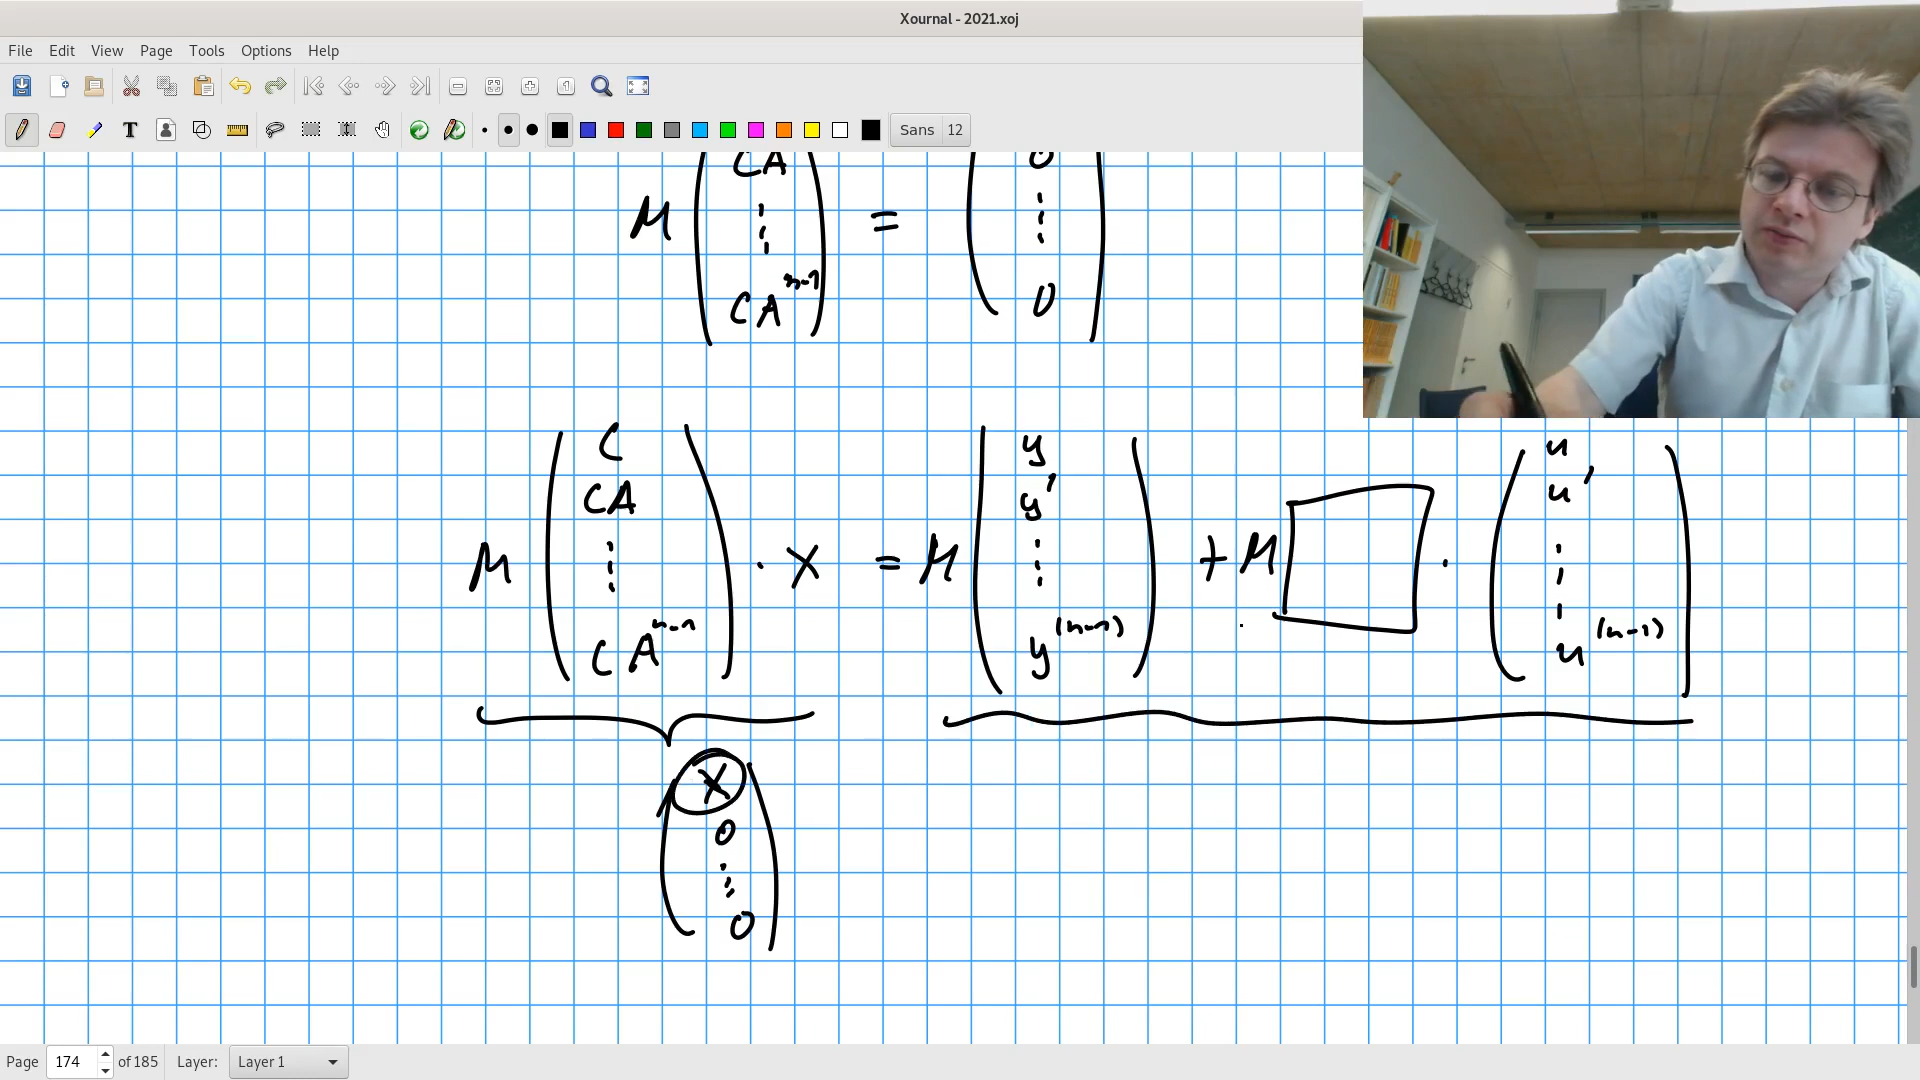 Xournal - 2021.xoj
File Edit View Page Tools Options Help
Sans 12
CA 0
M ⋮ = ⋮
CA^{n-1} 0
C y u
CA y' u'
M ⋮ · X = M ⋮ + M · ⋮
CA^{n-1} y^{(n-1)} u^{(n-1)}
X
0
⋮
0
Page 174 of 185 Layer: Layer 1